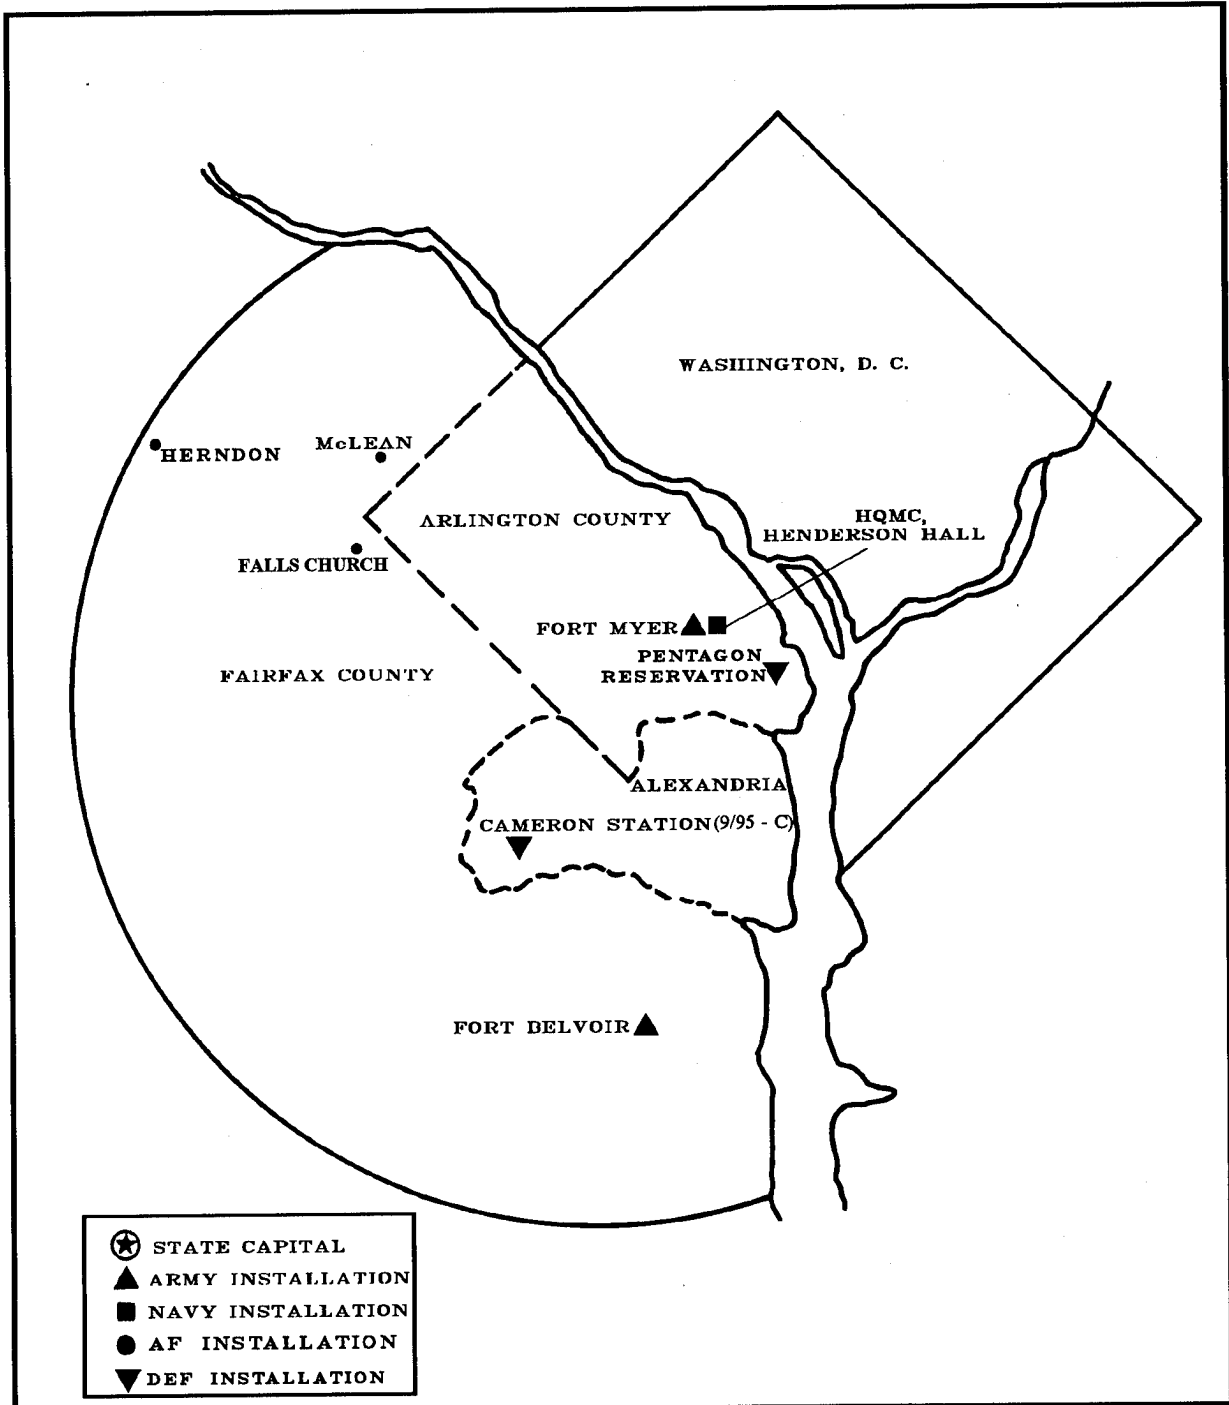 WASHINGTON, D. C.
HERNDON
McLEAN
ARLINGTON COUNTY
HQMC,
HENDERSON HALL
FALLS CHURCH
FORT MYER
PENTAGON
RESERVATION
FAIRFAX COUNTY
ALEXANDRIA
CAMERON STATION (9/95 - C)
FORT BELVOIR
STATE CAPITAL
ARMY INSTALLATION
NAVY INSTALLATION
AF INSTALLATION
DEF INSTALLATION